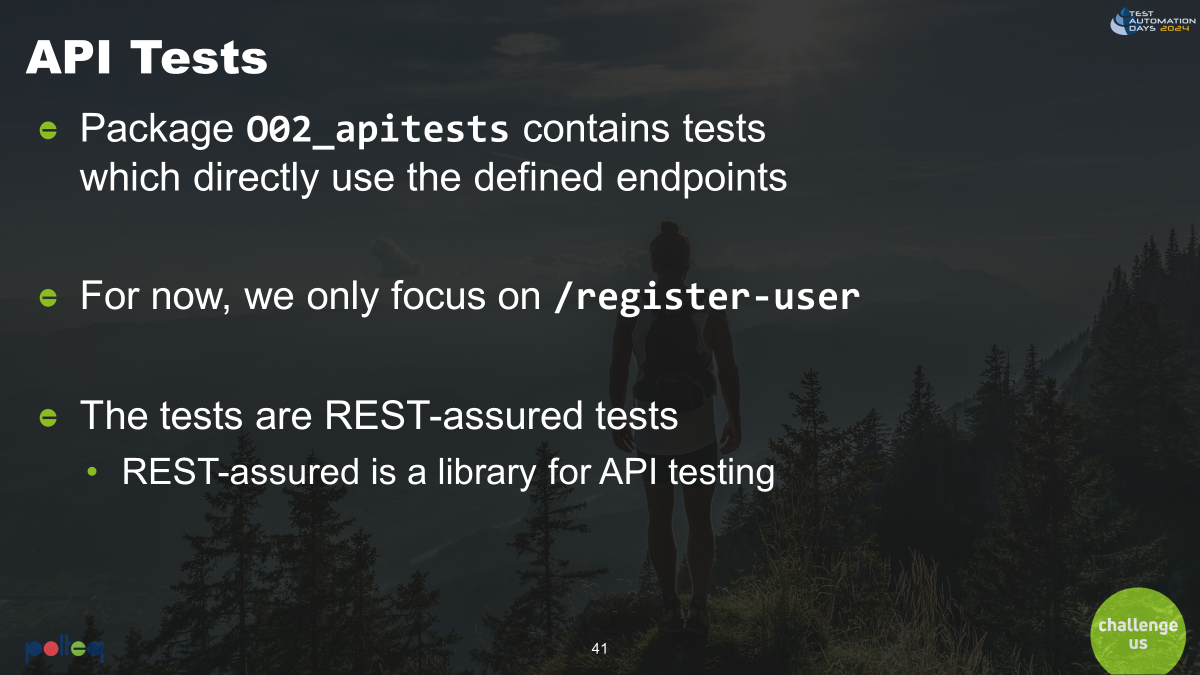 TEST
AUTOMATION
DAYS 2024
API Tests
Package O02_apitests contains tests
which directly use the defined endpoints
For now, we only focus on /register-user
The tests are REST-assured tests
• REST-assured is a library for API testing
polteq
41
challenge
us